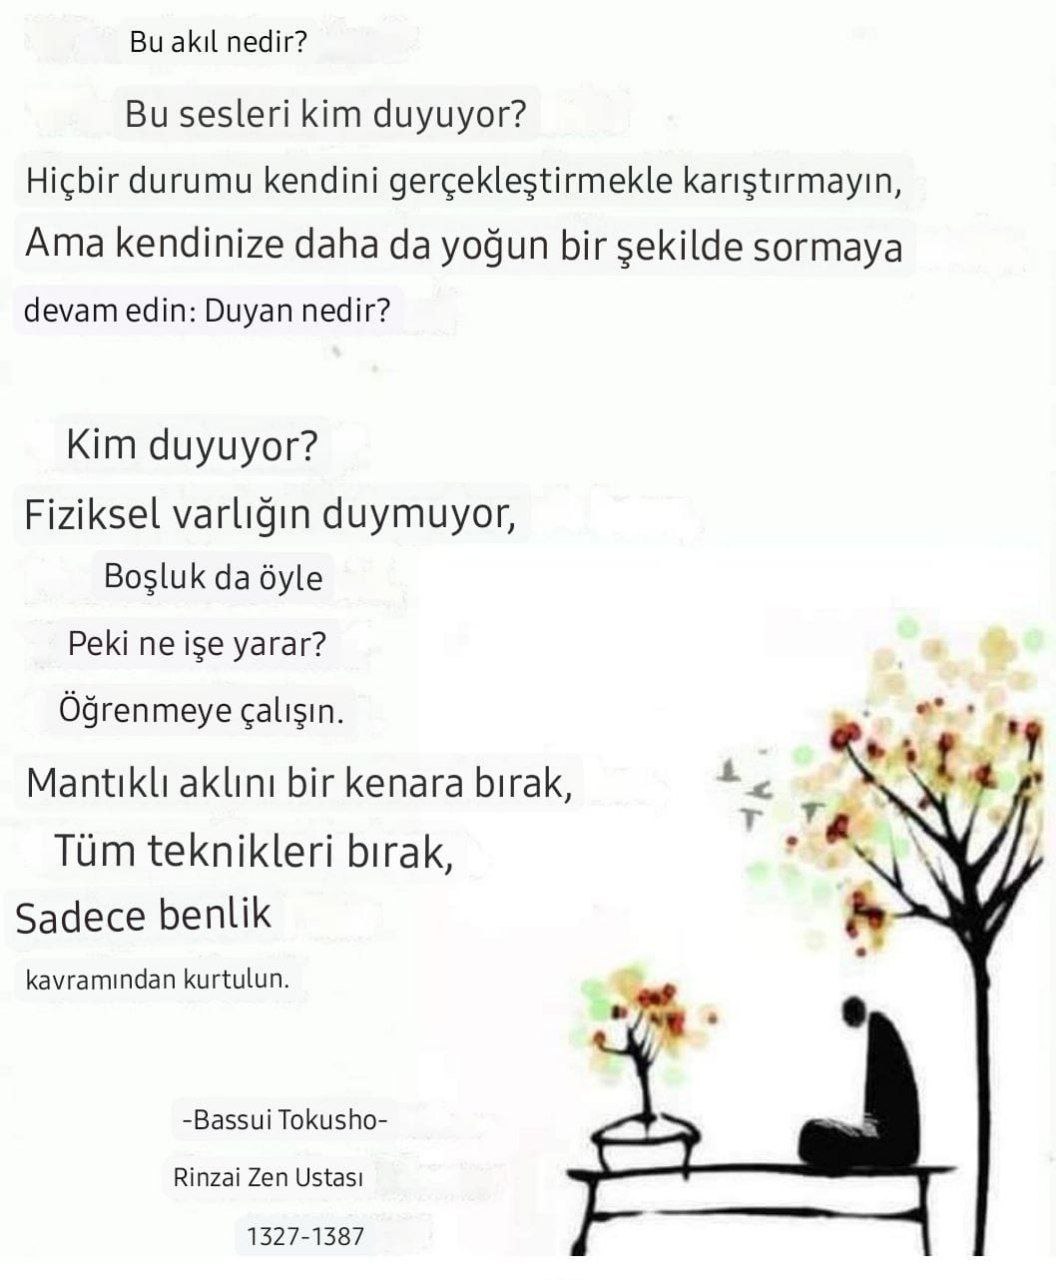 Bu akıl nedir?
Bu sesleri kim duyuyor?
Hiçbir durumu kendini gerçekleştirmekle karıştırmayın,
Ama kendinize daha da yoğun bir şekilde sormaya
devam edin: Duyan nedir?
Kim duyuyor?
Fiziksel varlığın duymuyor,
Boşluk da öyle
Peki ne işe yarar?
Öğrenmeye çalışın.
Mantıklı aklını bir kenara bırak,
Tüm teknikleri bırak,
Sadece benlik
kavramından kurtulun.
-Bassui Tokusho-
Rinzai Zen Ustası
1327-1387